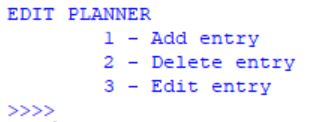 EDIT PLANNER
1 - Add entry
2 - Delete entry
3 - Edit entry
>>>>